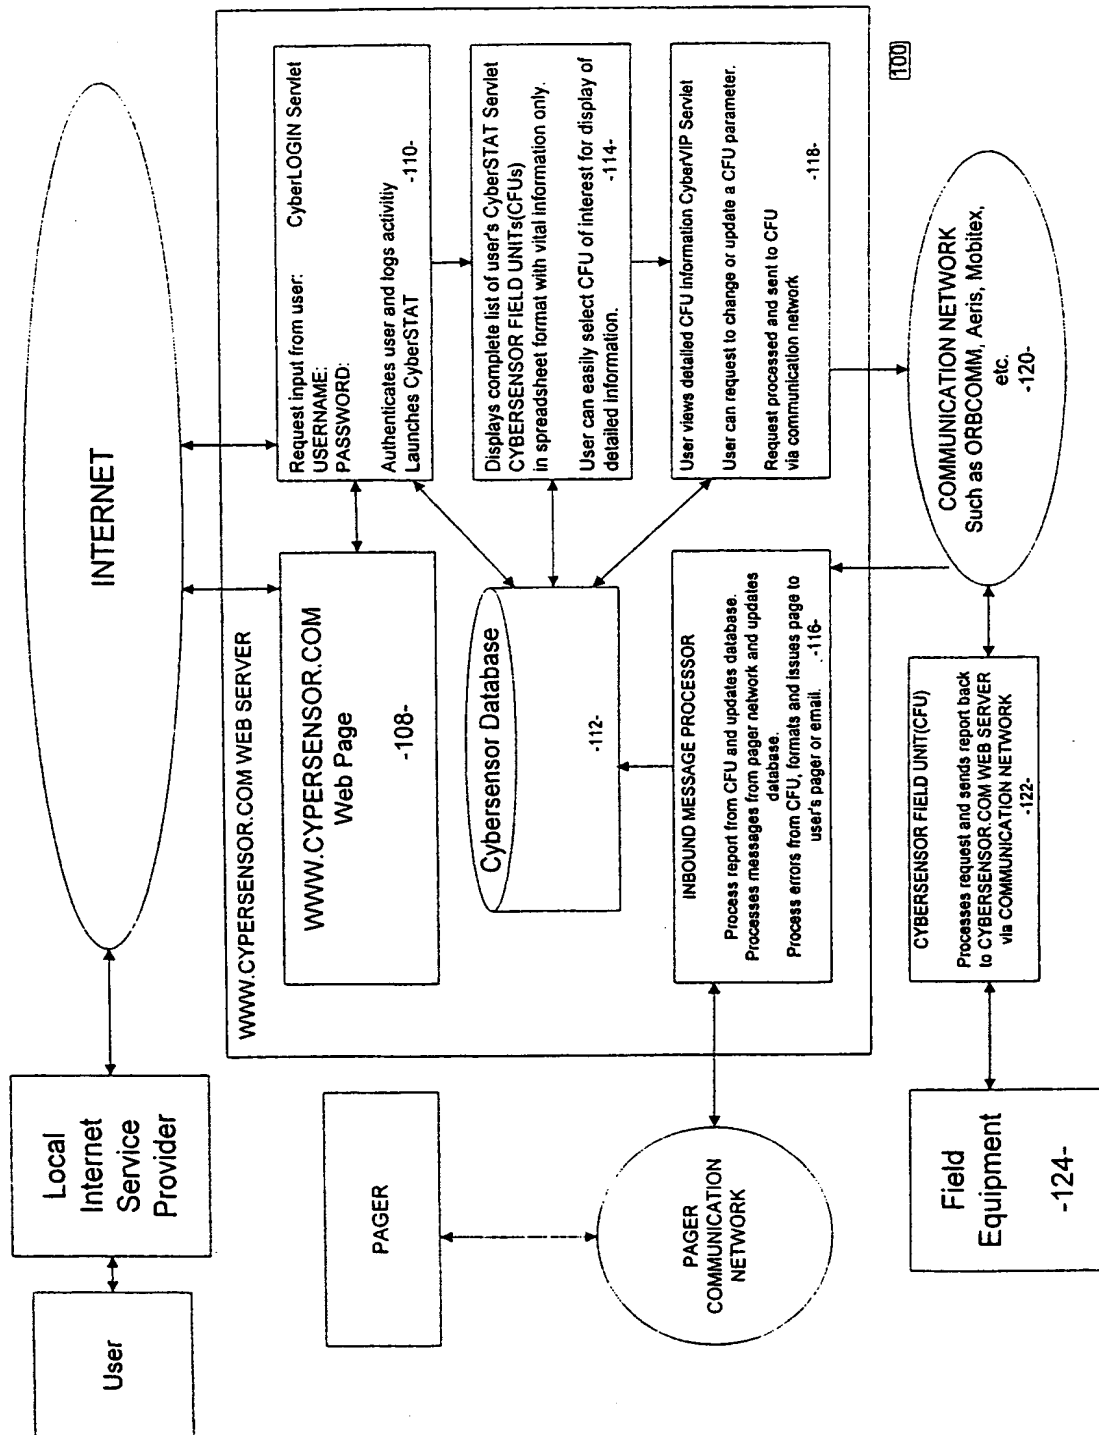 User
Local
Internet
Service
Provider
INTERNET
WWW.CYPERSENSOR.COM WEB SERVER
WWW.CYPERSENSOR.COM
Web Page
-108-
Request input from user: CyberLOGIN Servlet
USERNAME:
PASSWORD:
Authenticates user and logs activitiy
Launches CyberSTAT -110-
PAGER
Cybersensor Database
-112-
Displays complete list of user's CyberSTAT Servlet
CYBERSENSOR FIELD UNITs(CFUs)
in spreadsheet format with vital information only.
User can easily select CFU of interest for display of
detailed information. -114-
PAGER
COMMUNICATION
NETWORK
INBOUND MESSAGE PROCESSOR
Process report from CFU and updates database.
Processes messages from pager network and updates
database.
Process errors from CFU, formats and issues page to
user's pager or email. -116-
User views detailed CFU information CyberVIP Servlet
User can request to change or update a CFU parameter.
Request processed and sent to CFU
via communication network -118-
100
Field
Equipment
-124-
CYBERSENSOR FIELD UNIT(CFU)
Processes request and sends report back
to CYBERSENSOR.COM WEB SERVER
via COMMUNICATION NETWORK
-122-
COMMUNICATION NETWORK
Such as ORBCOMM, Aeris, Mobitex,
etc.
-120-